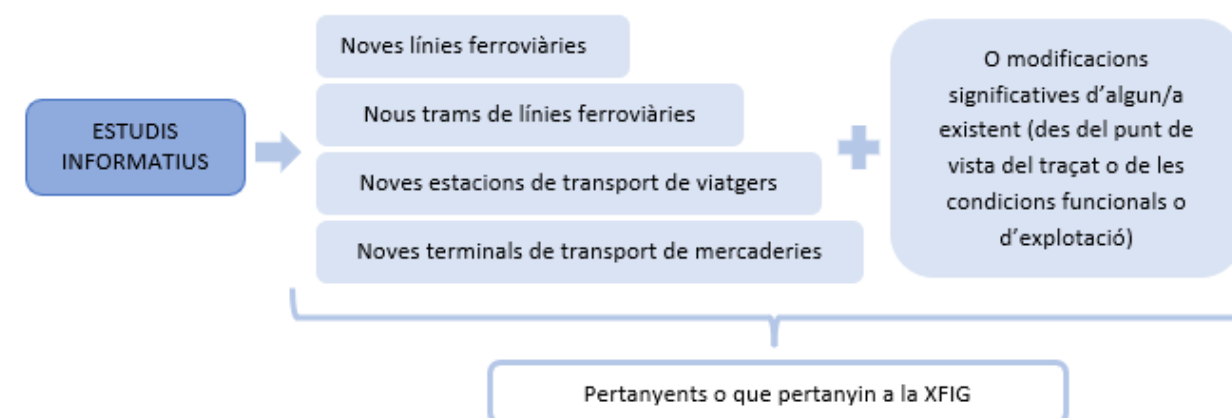 ESTUDIS
INFORMATIUS
Noves línies ferroviàries
Nous trams de línies ferroviàries
Noves estacions de transport de viatgers
Noves terminals de transport de mercaderies
O modificacions
significatives d'algun/a
existent (des del punt de
vista del traçat o de les
condicions funcionals o
d'explotació)
Pertanyents o que pertanyin a la XFIG